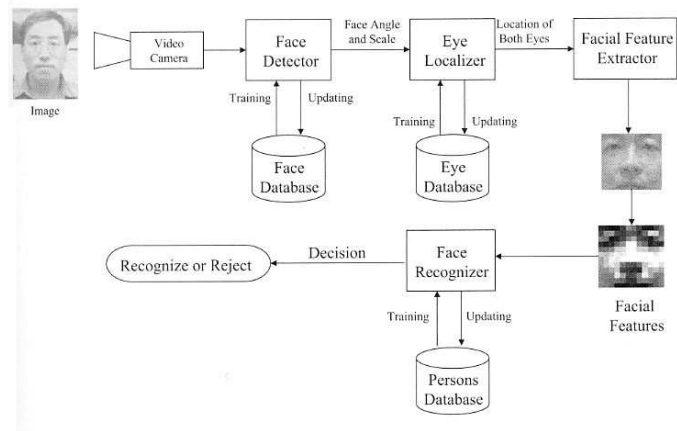 Image
Video
Camera
Face
Detector
Face Angle
and Scale
Eye
Localizer
Location of
Both Eyes
Facial Feature
Extractor
Training
Updating
Face
Database
Training
Updating
Eye
Database
Facial
Features
Face
Recognizer
Decision
Recognize or Reject
Training
Updating
Persons
Database